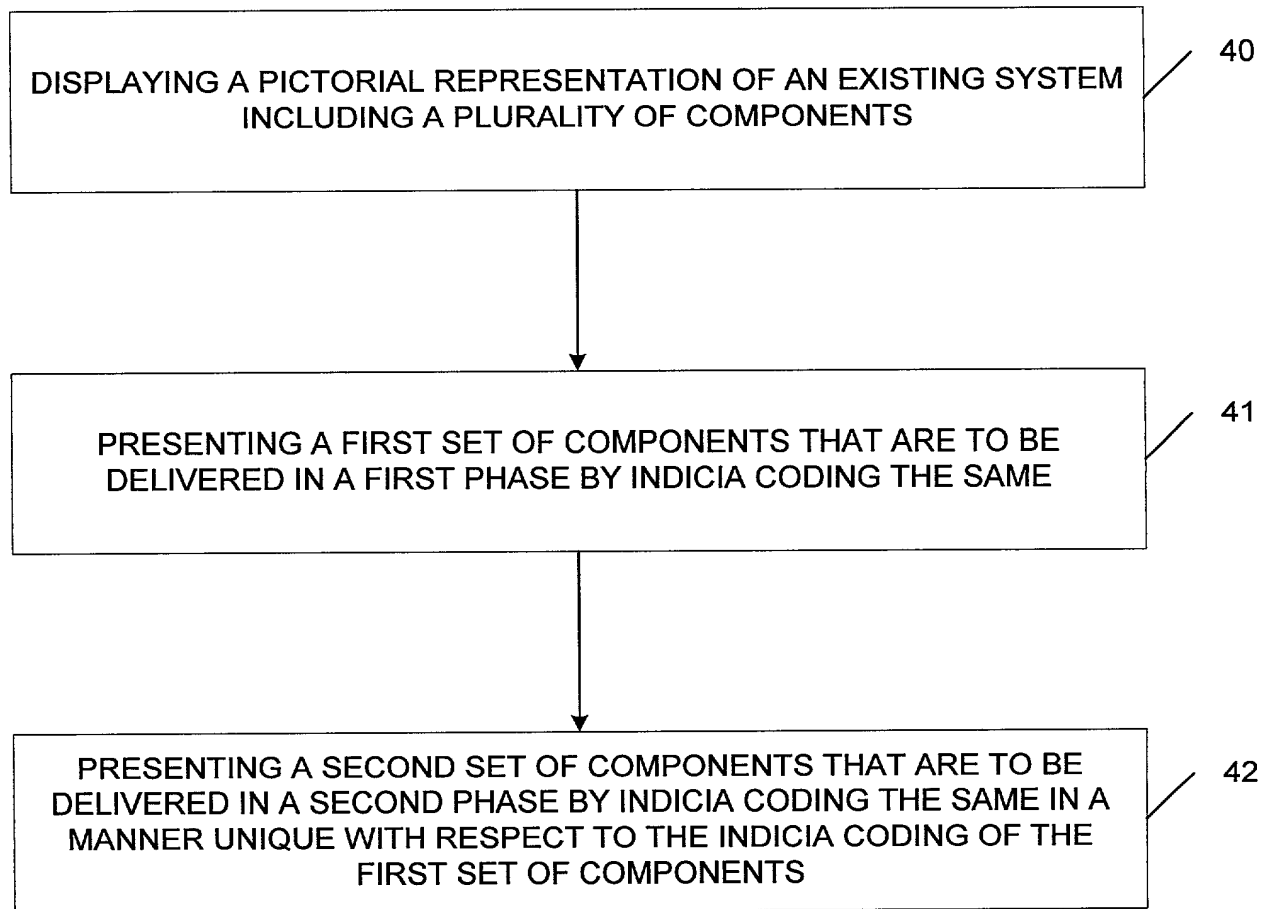 DISPLAYING A PICTORIAL REPRESENTATION OF AN EXISTING SYSTEM
INCLUDING A PLURALITY OF COMPONENTS
40
PRESENTING A FIRST SET OF COMPONENTS THAT ARE TO BE
DELIVERED IN A FIRST PHASE BY INDICIA CODING THE SAME
41
PRESENTING A SECOND SET OF COMPONENTS THAT ARE TO BE
DELIVERED IN A SECOND PHASE BY INDICIA CODING THE SAME IN A
MANNER UNIQUE WITH RESPECT TO THE INDICIA CODING OF THE
FIRST SET OF COMPONENTS
42